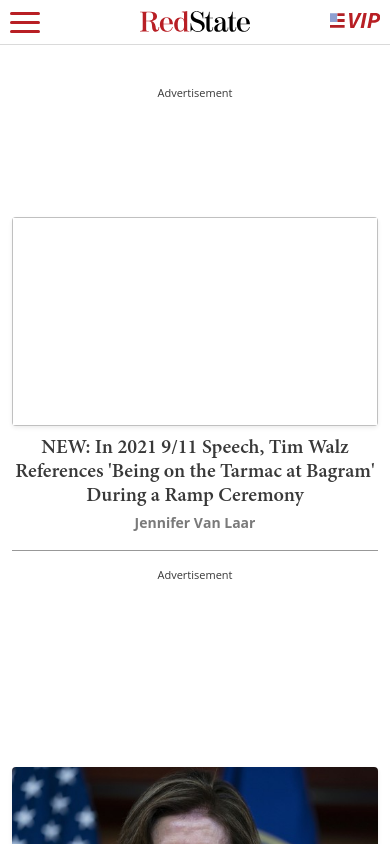 RedState
VIP
Advertisement
NEW: In 2021 9/11 Speech, Tim Walz
References 'Being on the Tarmac at Bagram'
During a Ramp Ceremony
Jennifer Van Laar
Advertisement